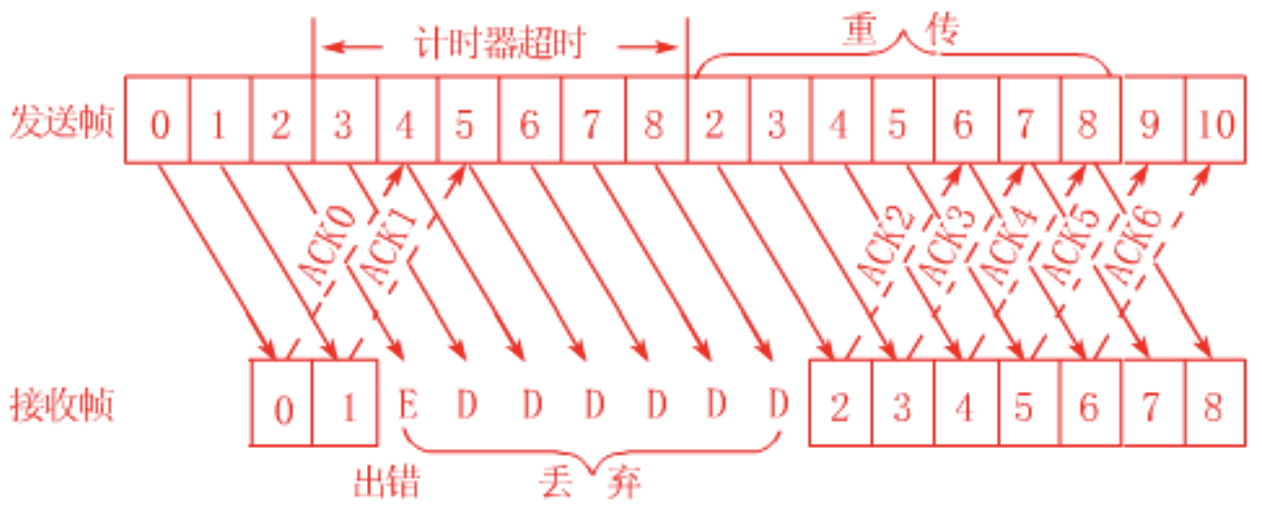 计时器超时 重传
发送帧 0 1 2 3 4 5 6 7 8 2 3 4 5 6 7 8 9 10
ACK0 ACK1 ACK2 ACK3 ACK4 ACK5 ACK6
接收帧 0 1 E D D D D D D 2 3 4 5 6 7 8
出错 丢弃